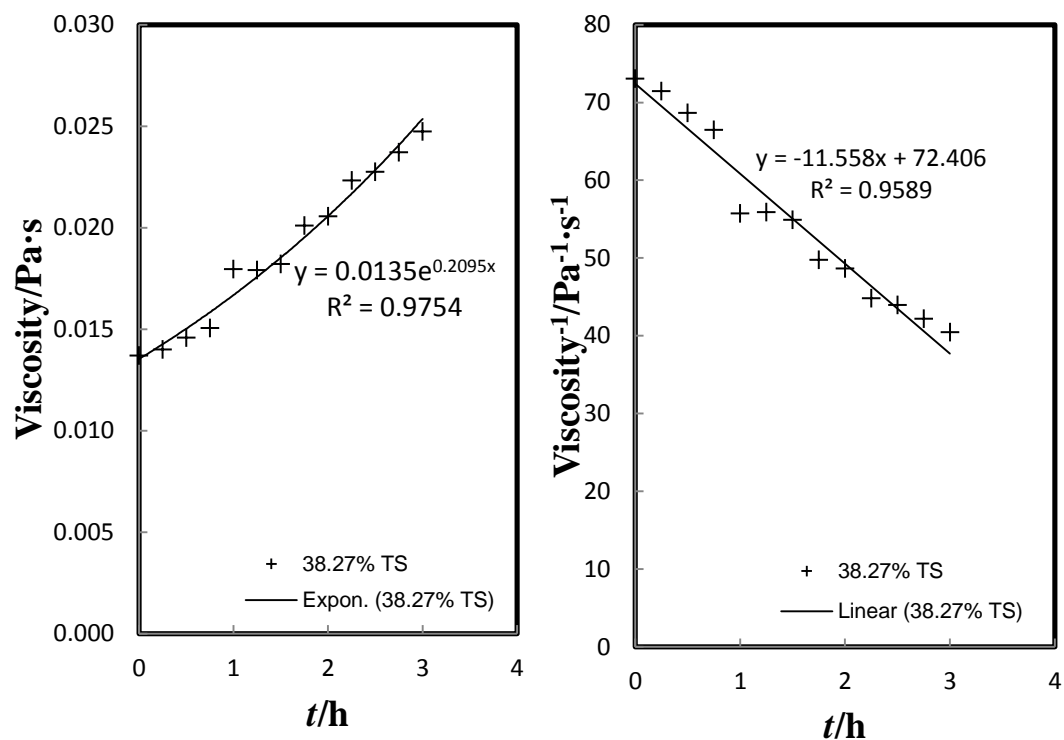 0.030
0.025
0.020
0.015
0.010
0.005
0.000
Viscosity/Pa·s
y = 0.0135e^0.2095x
R² = 0.9754
38.27% TS
Expon. (38.27% TS)
0 1 2 3 4
t/h
80
70
60
50
40
30
20
10
0
Viscosity⁻¹/Pa⁻¹·s⁻¹
y = -11.558x + 72.406
R² = 0.9589
38.27% TS
Linear (38.27% TS)
0 1 2 3 4
t/h